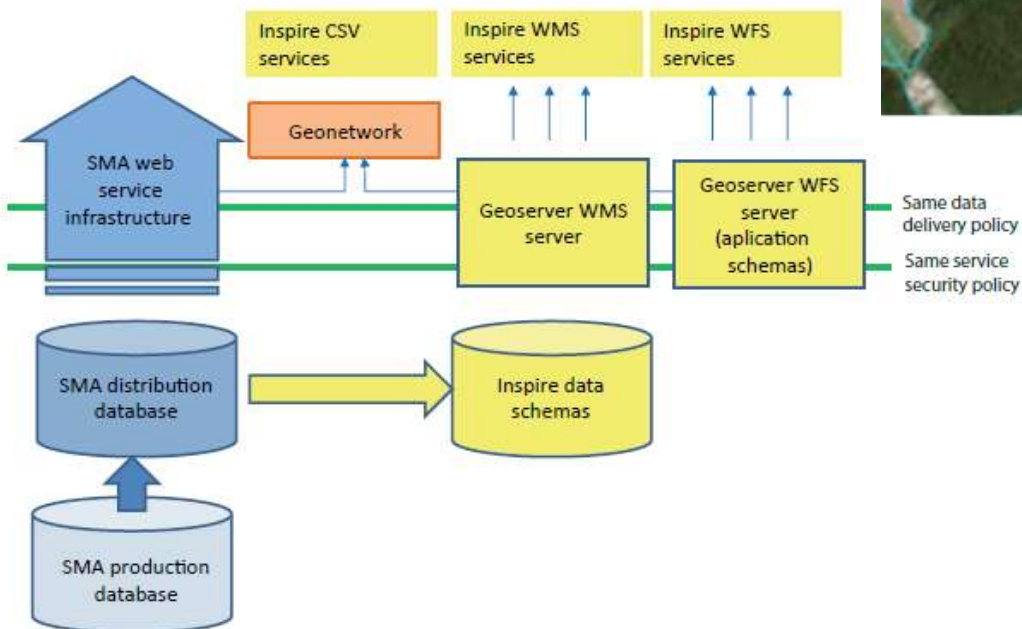 Inspire CSV
services
Inspire WMS
services
Inspire WFS
services
Geonetwork
SMA web
service
infrastructure
Geoserver WMS
server
Geoserver WFS
server
(aplication
schemas)
Same data
delivery policy
Same service
security policy
SMA distribution
database
Inspire data
schemas
SMA production
database